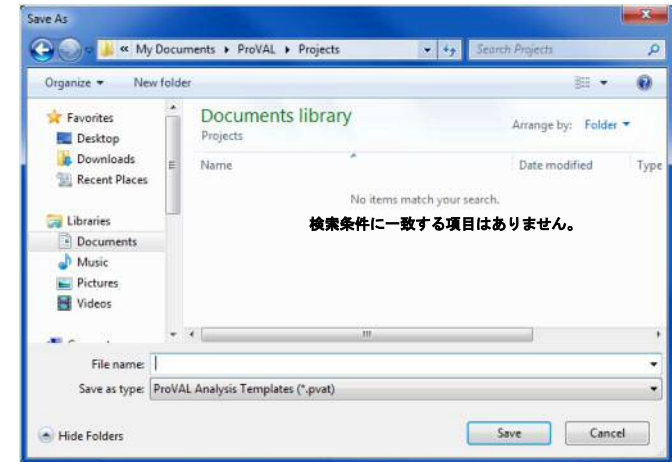 Save As
« My Documents ▸ ProVAL ▸ Projects
Search Projects
Organize
New folder
Favorites
Desktop
Downloads
Recent Places
Libraries
Documents
Music
Pictures
Videos
Documents library
Projects
Arrange by: Folder
Name
Date modified
Type
No items match your search.
検索条件に一致する項目はありません。
File name:
Save as type: ProVAL Analysis Templates (*.pvat)
Hide Folders
Save
Cancel